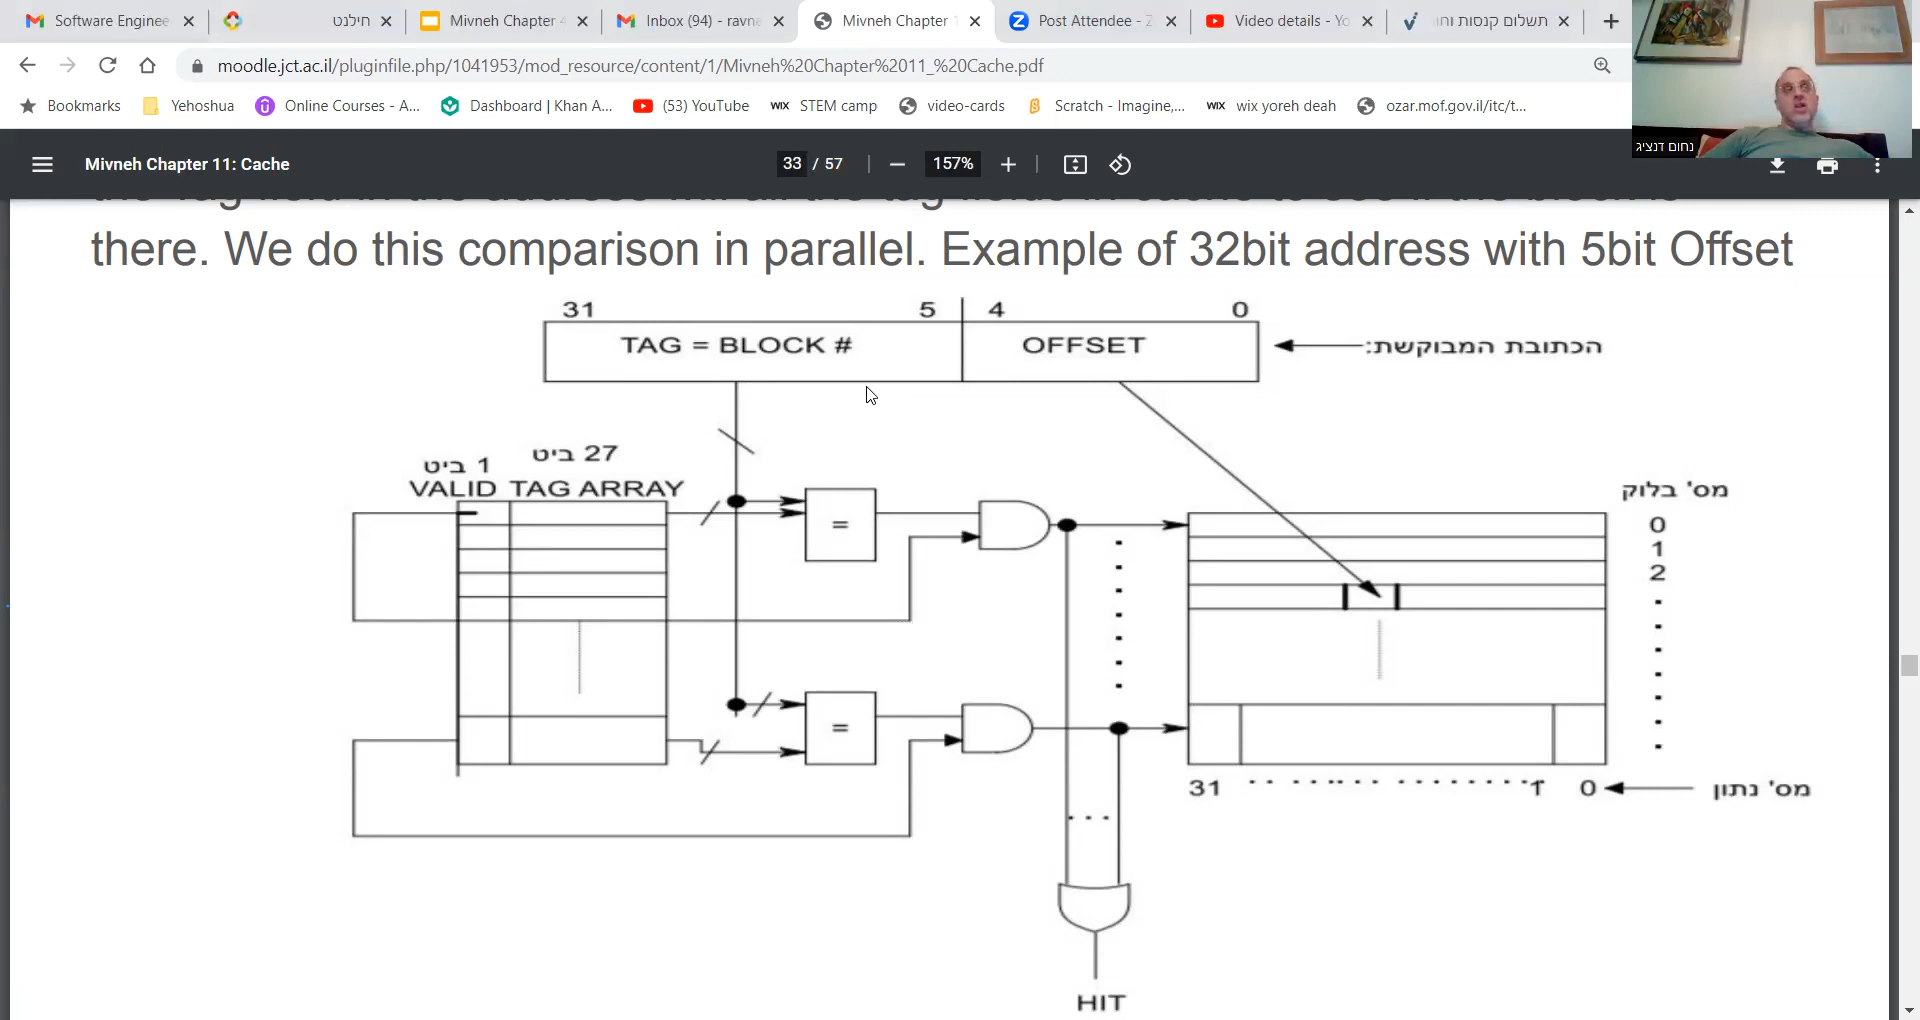 Software Enginee
חילנט
Mivneh Chapter
Inbox (94) - ravna
Mivneh Chapter
Post Attendee - Z
Video details - Yo
תשלום קנסות וחו
moodle.jct.ac.il/pluginfile.php/1041953/mod_resource/content/1/Mivneh%20Chapter%2011_%20Cache.pdf
Bookmarks
Yehoshua
Online Courses - A...
Dashboard | Khan A...
(53) YouTube
WIX STEM camp
video-cards
Scratch - Imagine,...
WIX wix yoreh deah
ozar.mof.gov.il/itc/t...
נחום דנציג
Mivneh Chapter 11: Cache
33 / 57
157%
there. We do this comparison in parallel. Example of 32bit address with 5bit Offset
31 5 4 0
TAG = BLOCK # OFFSET
הכתובת המבוקשת:
1 ביט
27 ביט
VALID TAG ARRAY
מס' בלוק
0
1
2
=
=
31 1 0
מס' נתון
HIT